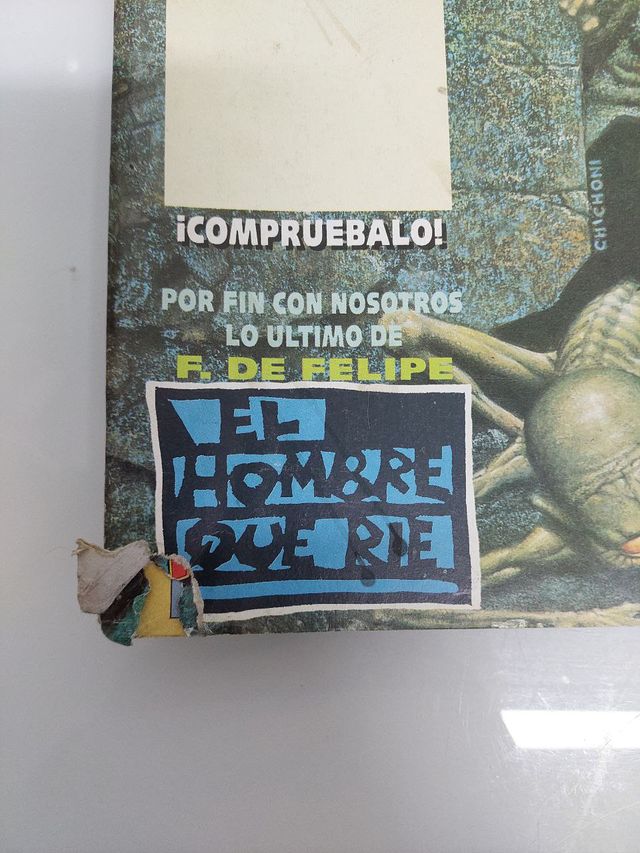 ¡COMPRUEBALO!
CHICHONI
POR FIN CON NOSOTROS
LO ULTIMO DE
F. DE FELIPE
EL
HOMBRE
QUE RIE